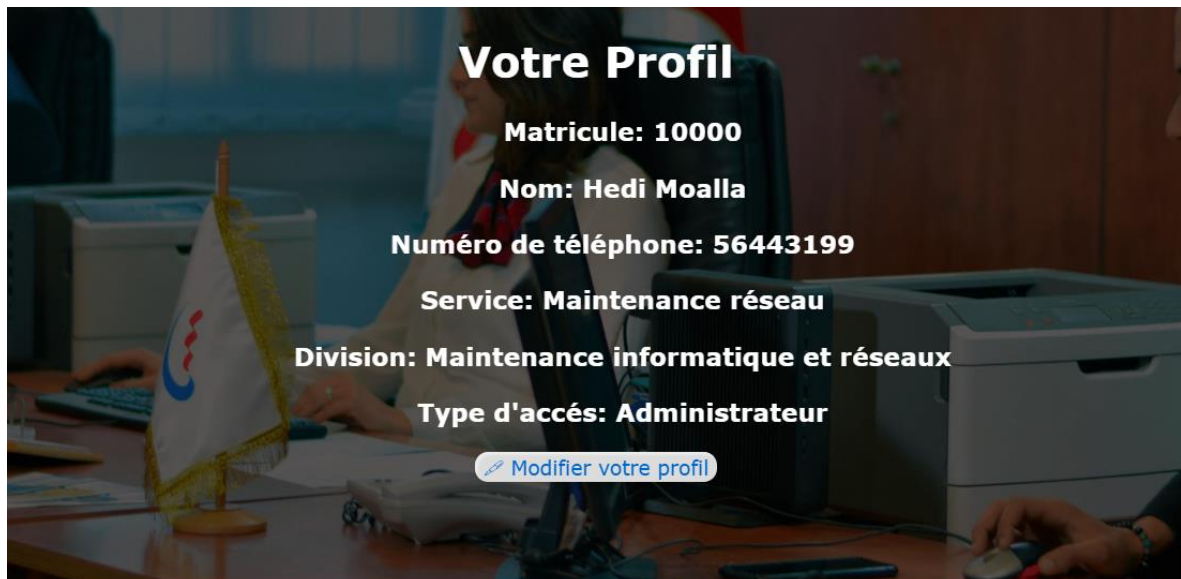 Votre Profil
Matricule: 10000
Nom: Hedi Moalla
Numéro de téléphone: 56443199
Service: Maintenance réseau
Division: Maintenance informatique et réseaux
Type d'accés: Administrateur
Modifier votre profil